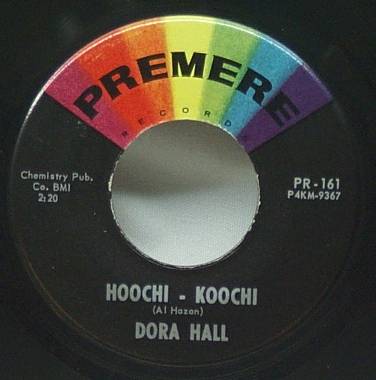 PREMERE
RECORDS
Chemistry Pub.
Co. BMI
2:20
PR-161
P4KM-9367
HOOCHI - KOOCHI
(Al Hazan)
DORA HALL